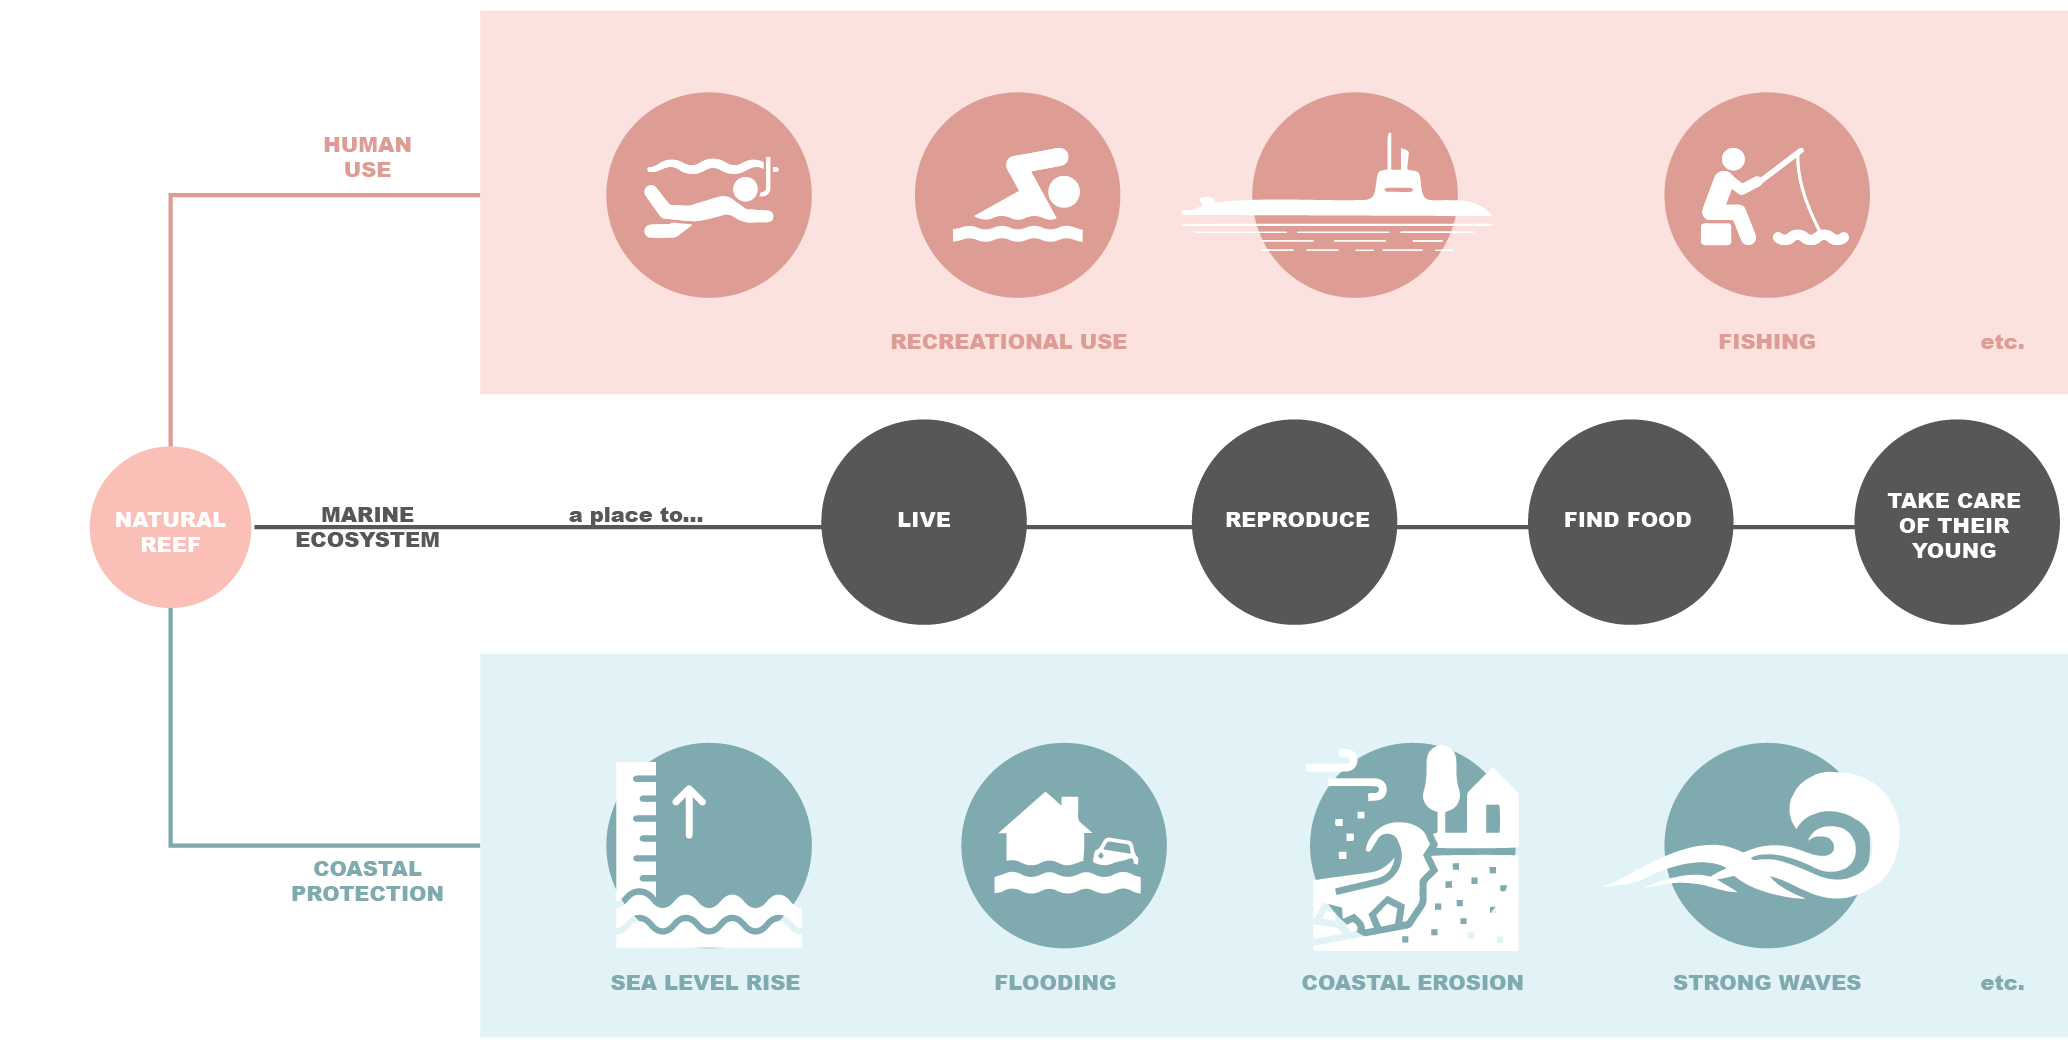 HUMAN
USE
RECREATIONAL USE
FISHING
etc.
NATURAL
REEF
MARINE
ECOSYSTEM
a place to...
LIVE
REPRODUCE
FIND FOOD
TAKE CARE
OF THEIR
YOUNG
COASTAL
PROTECTION
SEA LEVEL RISE
FLOODING
COASTAL EROSION
STRONG WAVES
etc.